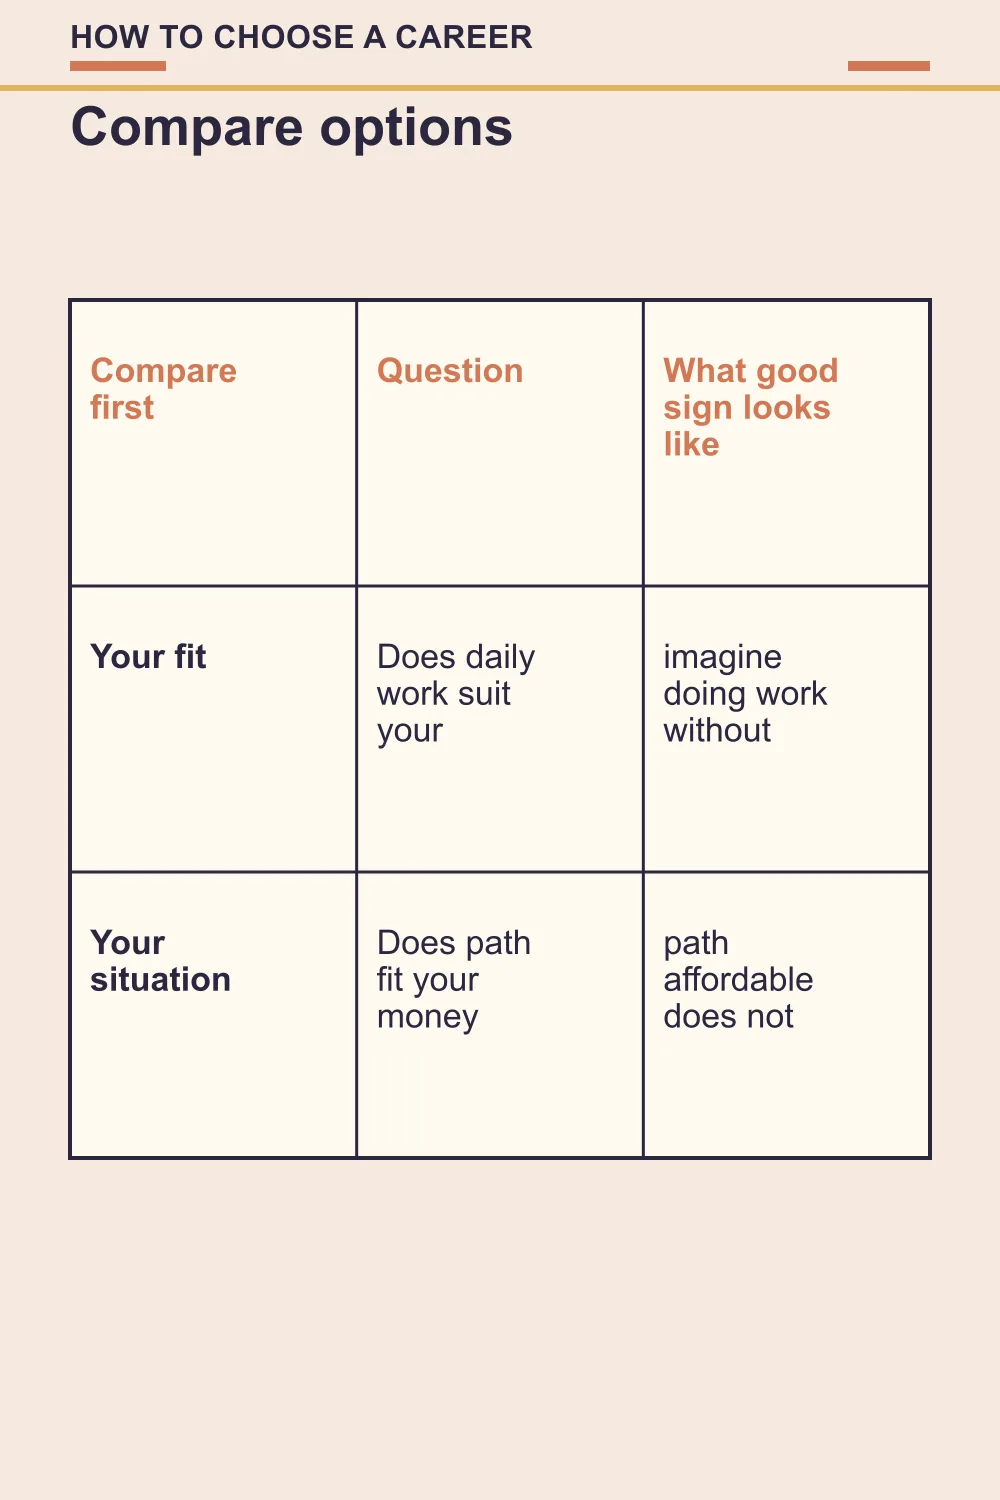 HOW TO CHOOSE A CAREER
Compare options
Compare
first
Question
What good
sign looks
like
Your fit
Does daily
work suit
your
imagine
doing work
without
Your
situation
Does path
fit your
money
path
affordable
does not